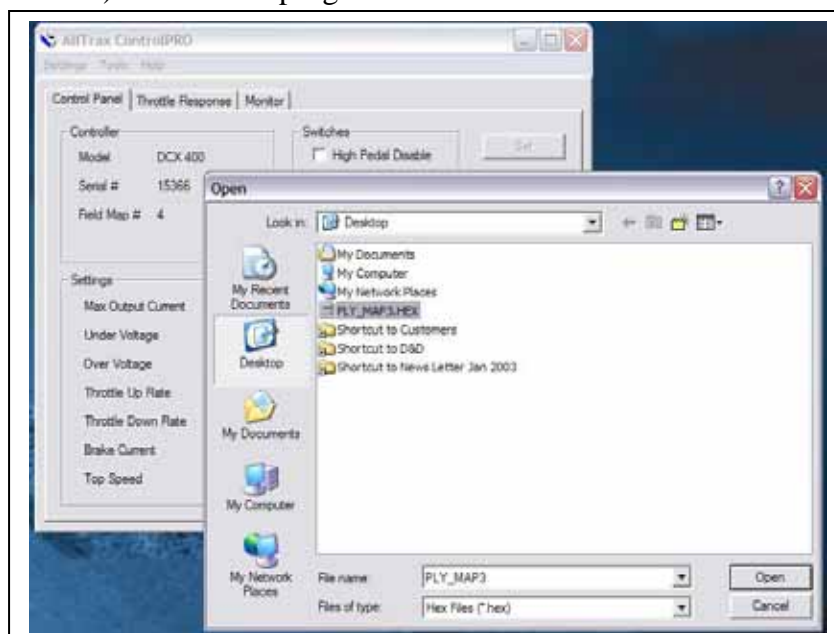 AllTrax ControlPRO
Settings Tools Help
Control Panel Throttle Response Monitor
Controller
Model DCX 400
Serial # 15366
Field Map # 4
Switches
High Pedal Disable
Set
Settings
Max Output Current
Under Voltage
Over Voltage
Throttle Up Rate
Throttle Down Rate
Brake Current
Top Speed
Open
Look in: Desktop
My Recent Documents
Desktop
My Documents
My Computer
My Network Places
My Documents
My Computer
My Network Places
PLY_MAP3.HEX
Shortcut to Customers
Shortcut to D&D
Shortcut to News Letter Jan 2003
File name: PLY_MAP3 Open
Files of type: Hex Files (*.hex) Cancel